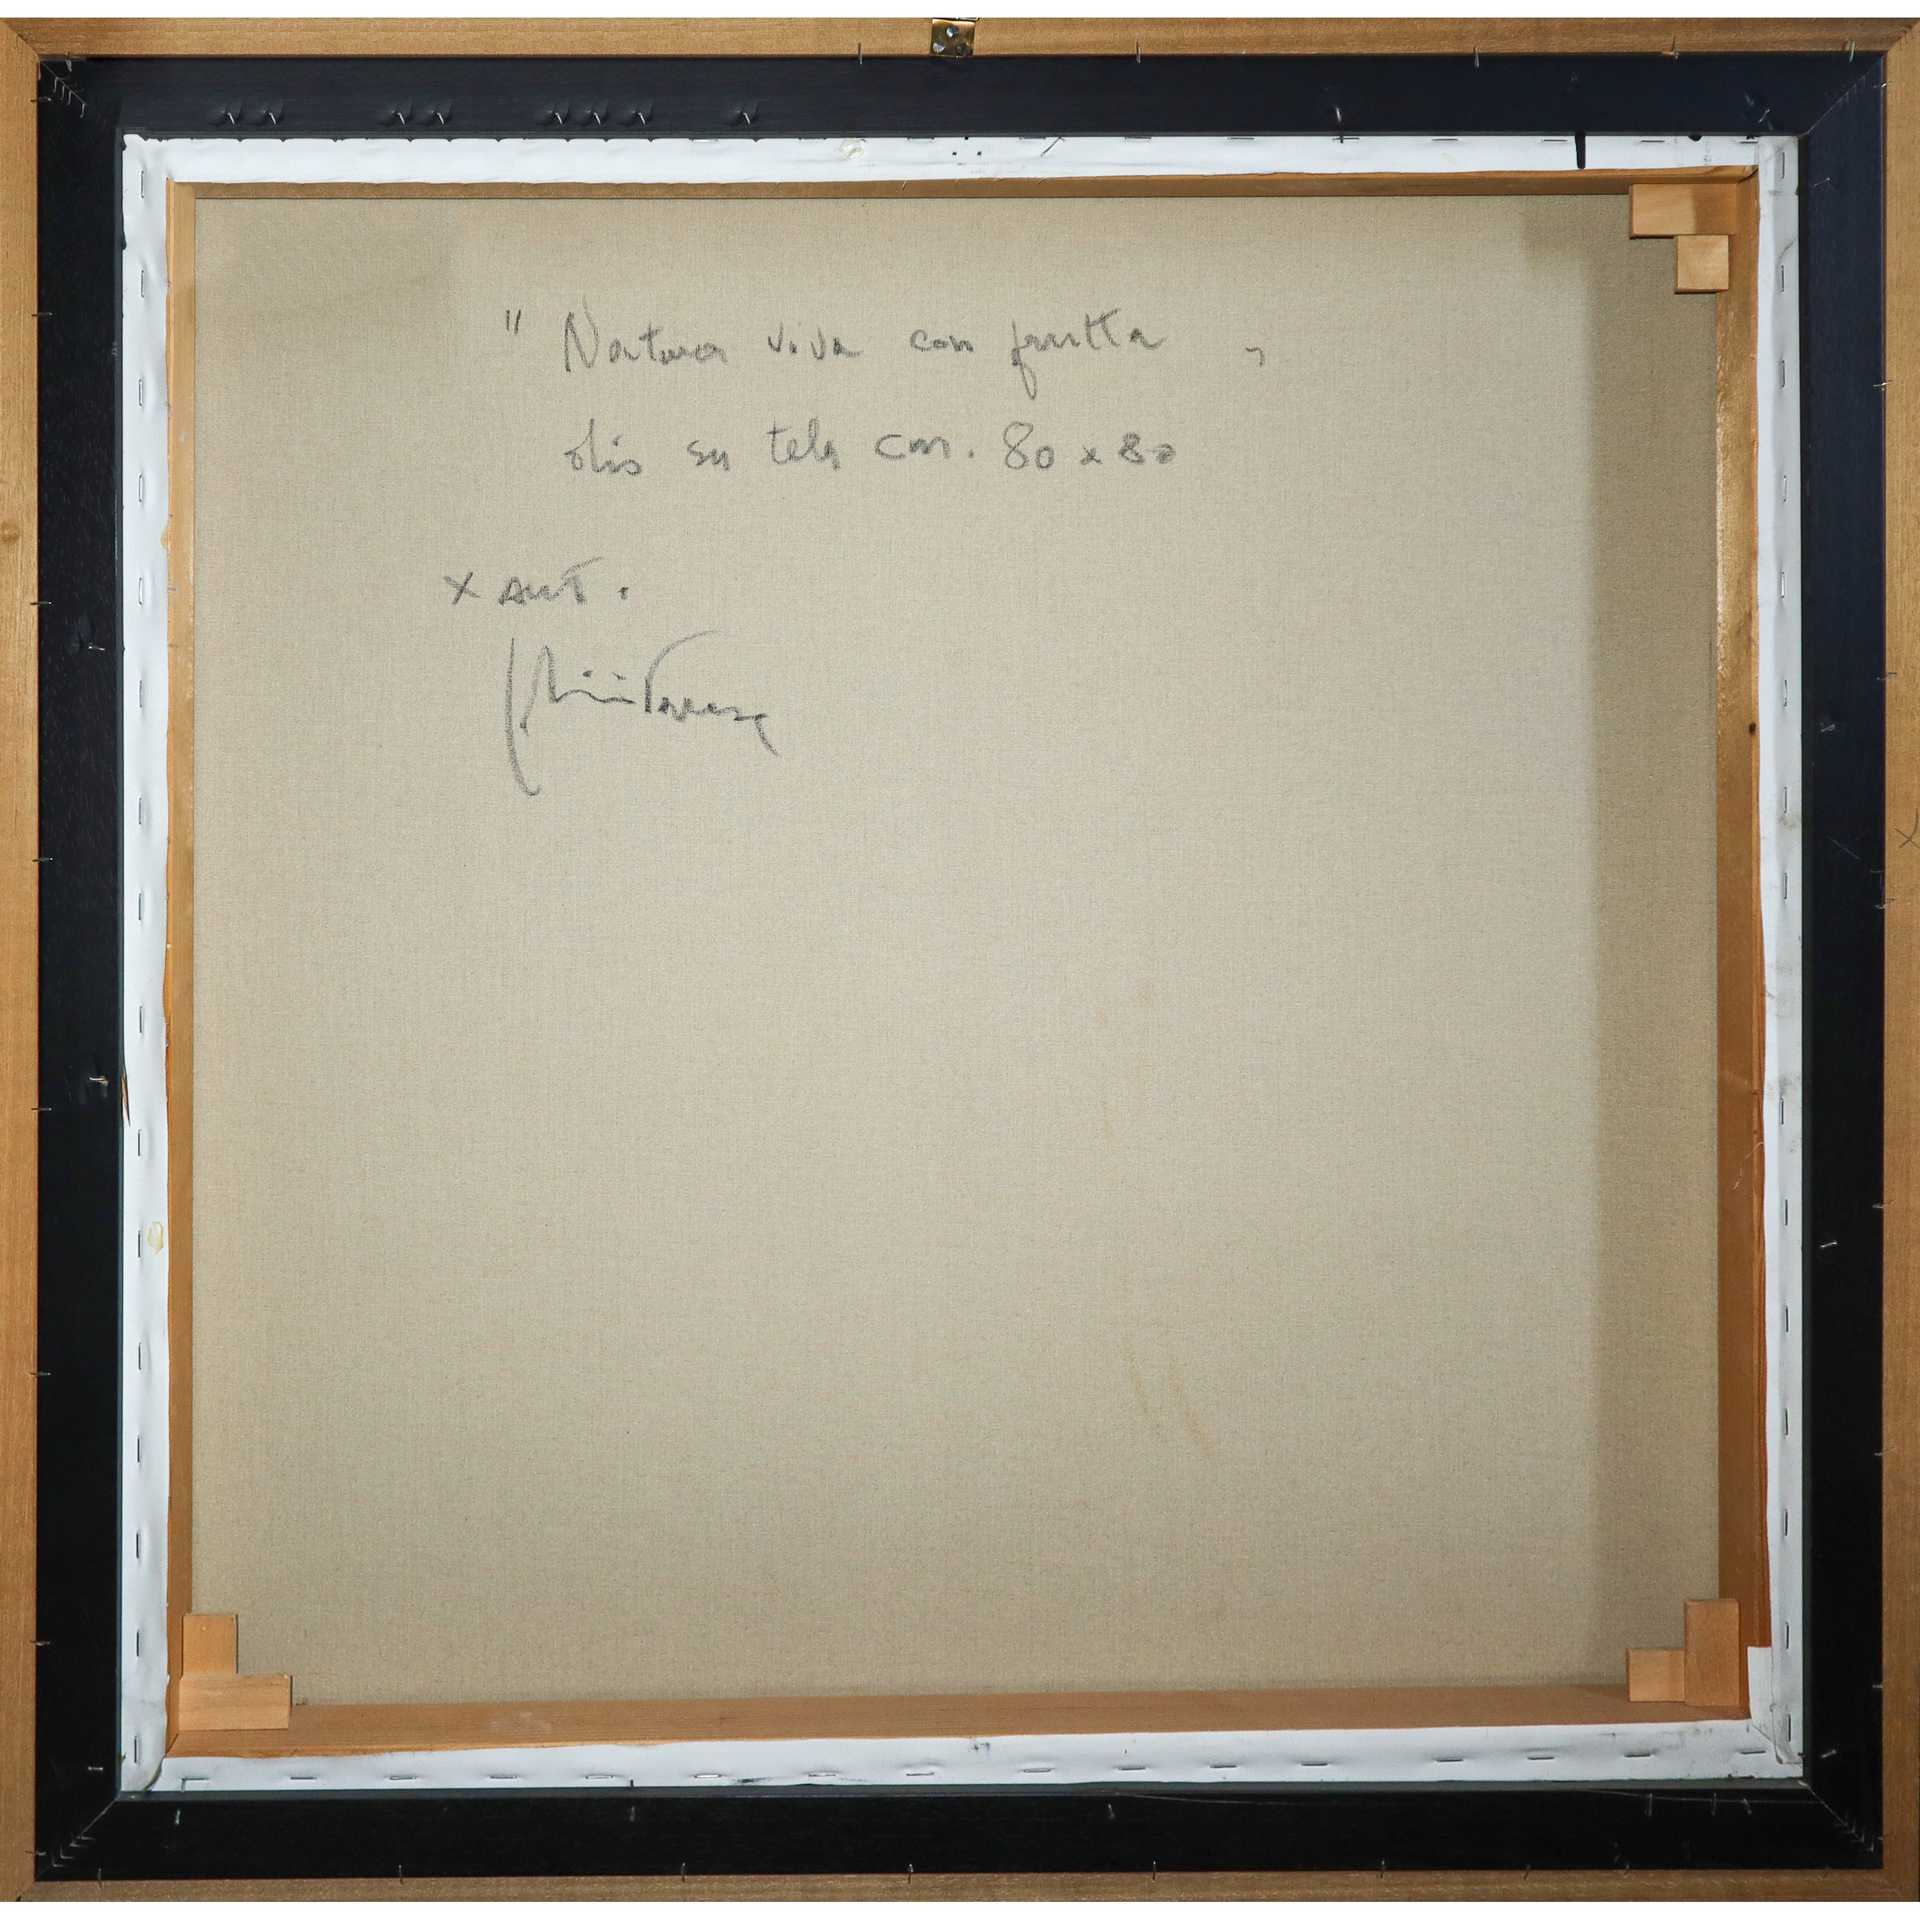 " Natura viva con frutta "
olio su tela cm. 80 x 80
x AUT.